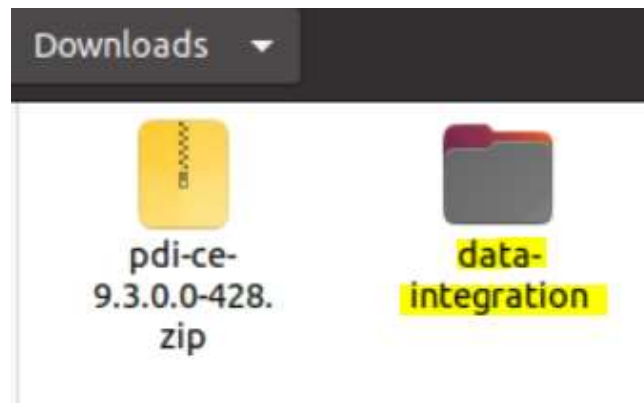 Downloads
pdi-ce-
9.3.0.0-428.
zip
data-
integration